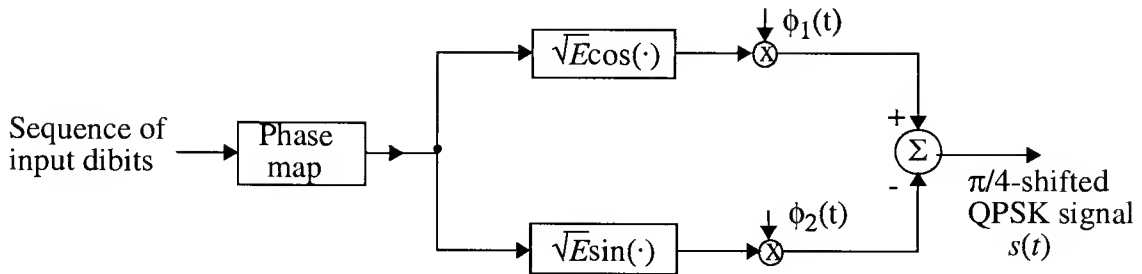 √Ecos(·)
ϕ₁(t)
X
Sequence of
input dibits
Phase
map
+
Σ
-
π/4-shifted
QPSK signal
s(t)
√Esin(·)
ϕ₂(t)
X